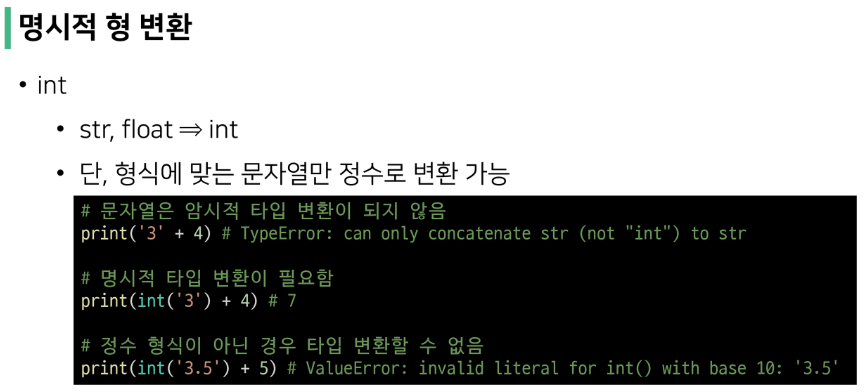 명시적 형 변환
• int
• str, float ⇒ int
• 단, 형식에 맞는 문자열만 정수로 변환 가능
# 문자열은 암시적 타입 변환이 되지 않음
print('3' + 4) # TypeError: can only concatenate str (not "int") to str
# 명시적 타입 변환이 필요함
print(int('3') + 4) # 7
# 정수 형식이 아닌 경우 타입 변환할 수 없음
print(int('3.5') + 5) # ValueError: invalid literal for int() with base 10: '3.5'